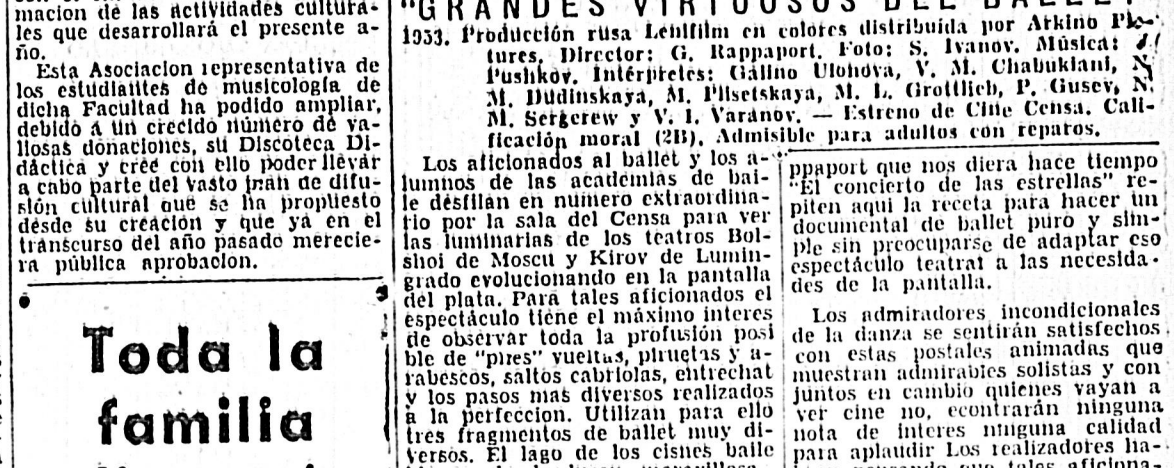 macion de las actividades cultura-
les que desarrollará el presente a-
ño.
Esta Asociacion representativa de
los estudiantes de musicología de
dicha Facultad ha podido ampliar,
debido a un crecido número de va-
liosas donaciones, su Discoteca Di-
dáctica y cree con ello poder llevar
a cabo parte del vasto plan de difu-
sión cultural que se ha propuesto
desde su creación y que ya en el
transcurso del año pasado merecie-
ra pública aprobacion.
Toda la
familia
"GRANDES VIRTUOSOS DEL BALLET"
1953. Producción rusa Lenfilm en colores distribuida por Arkino Pic-
tures. Director: G. Rappaport. Foto: S. Ivanov. Música:
Pushkov. Intérpretes: Galino Ulonova, V. M. Chabukiani, N.
M. Dudinskaya, M. Plisetskaya, M. L. Grottlich, P. Gusev, N.
M. Sergerew y V. I. Varanov. — Estreno de Cine Censa. Cali-
ficación moral (2B). Admisible para adultos con reparos.
Los aficionados al ballet y los a-
lumnos de las academias de bai-
le desfilan en número extraordina-
rio por la sala del Censa para ver
las luminarias de los teatros Bol-
shoi de Moscu y Kirov de Lumin-
grado evolucionando en la pantalla
del plata. Para tales aficionados el
espectáculo tiene el máximo interes
de observar toda la profusión posi
ble de "pires" vueltas, piruetas y a-
rabescos, saltos cabriolas, entrechat
y los pasos mas diversos realizados
a la perfeccion. Utilizan para ello
tres fragmentos de ballet muy di-
versos. El lago de los cisnes baile
ppaport que nos diera hace tiempo
"El concierto de las estrellas" re-
piten aqui la receta para hacer un
documental de ballet puro y sim-
ple sin preocuparse de adaptar eso
espectáculo teatral a las necesida-
des de la pantalla.
Los admiradores incondicionales
de la danza se sentirán satisfechos
con estas postales animadas que
muestran admirables solistas y con
juntos en cambio quienes vayan a
ver cine no, econtrarán ninguna
nota de interes ninguna calidad
para aplaudir Los realizadores ha-
que tales aficiona-